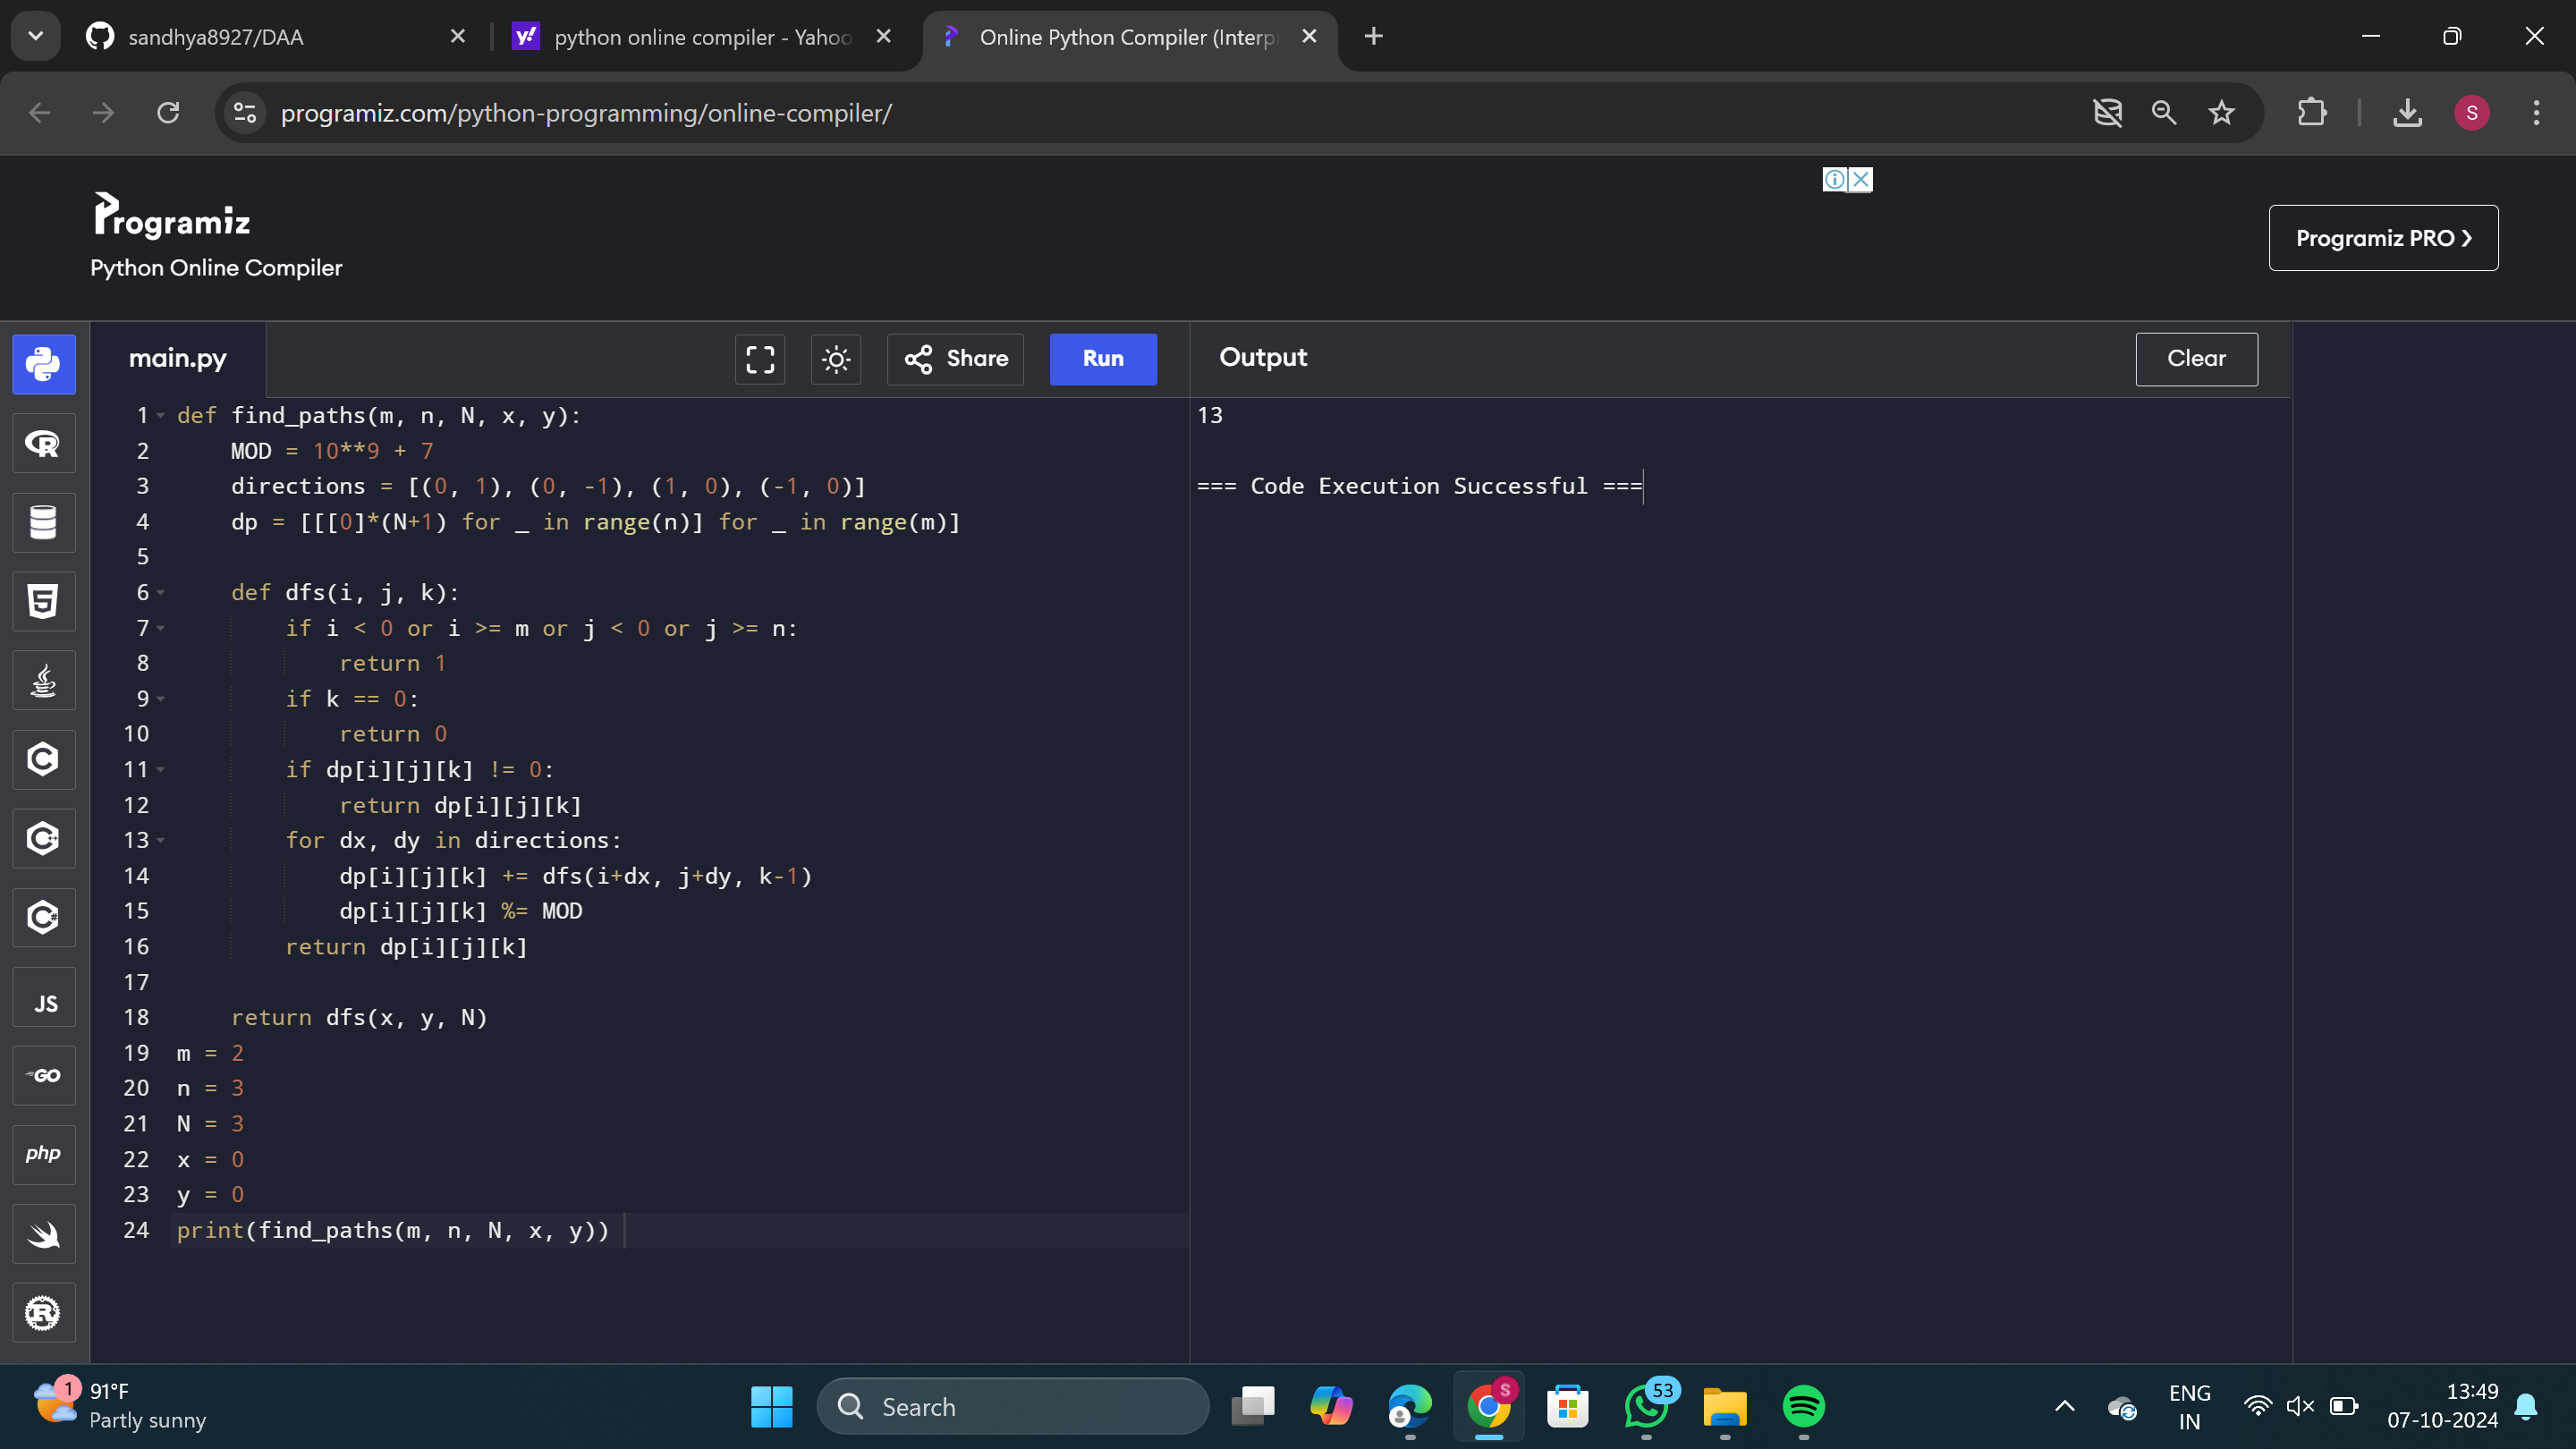 sandhya8927/DAA
python online compiler - Yahoo
Online Python Compiler (Interp
programiz.com/python-programming/online-compiler/
S
Programiz
Python Online Compiler
Programiz PRO ❯
main.py
Share
Run
Output
Clear
1 def find_paths(m, n, N, x, y):
2     MOD = 10**9 + 7
3     directions = [(0, 1), (0, -1), (1, 0), (-1, 0)]
4     dp = [[[0]*(N+1) for _ in range(n)] for _ in range(m)]
5
6     def dfs(i, j, k):
7         if i < 0 or i >= m or j < 0 or j >= n:
8             return 1
9         if k == 0:
10             return 0
11         if dp[i][j][k] != 0:
12             return dp[i][j][k]
13         for dx, dy in directions:
14             dp[i][j][k] += dfs(i+dx, j+dy, k-1)
15             dp[i][j][k] %= MOD
16         return dp[i][j][k]
17
18     return dfs(x, y, N)
19 m = 2
20 n = 3
21 N = 3
22 x = 0
23 y = 0
24 print(find_paths(m, n, N, x, y))
13
=== Code Execution Successful ===
JS
GO
php
1
91°F
Partly sunny
Search
S
53
ENG
IN
13:49
07-10-2024